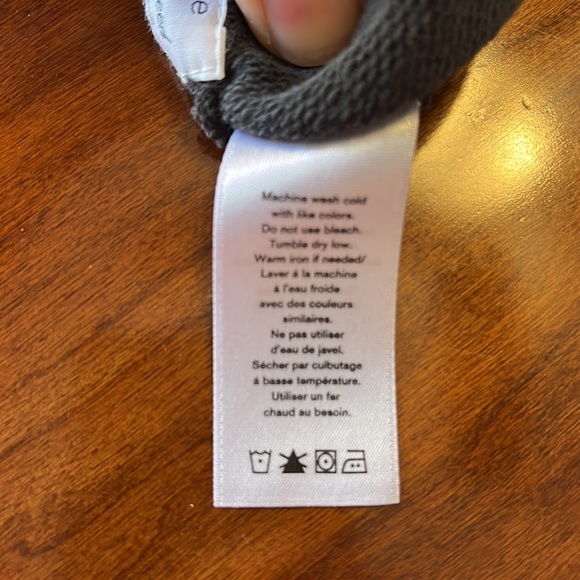 e
Machine wash cold
with like colors.
Do not use bleach.
Tumble dry low.
Warm iron if needed/
Laver á la machine
á l'eau froide
avec des couleurs
similaires.
Ne pas utiliser
d'eau de javel.
Sécher par culbutage
á basse température.
Utiliser un fer
chaud au besoin.